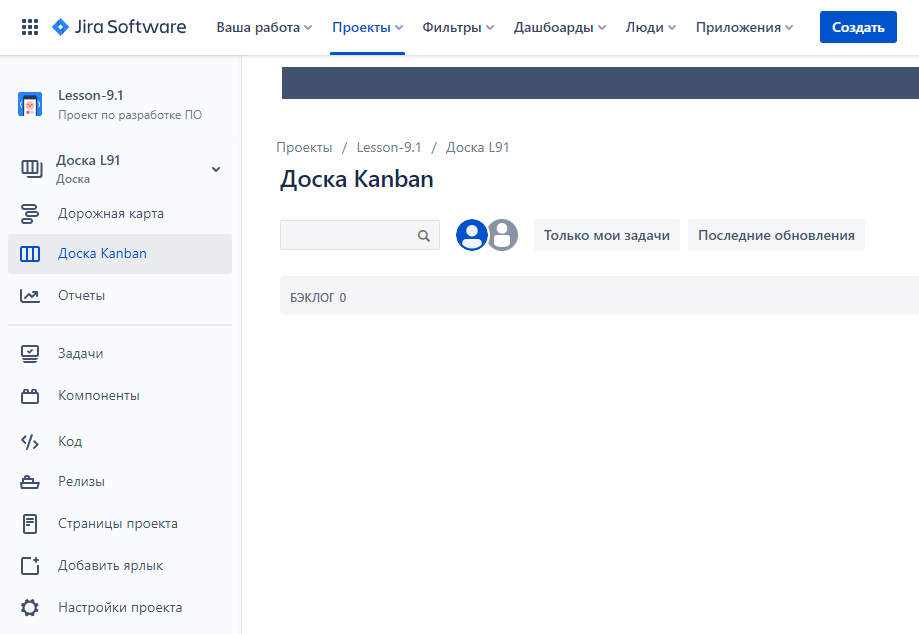 Jira Software Ваша работа Проекты Фильтры Дашборды Люди Приложения Создать
Lesson-9.1
Проект по разработке ПО
Доска L91
Доска
Дорожная карта
Доска Kanban
Отчеты
Задачи
Компоненты
Код
Релизы
Страницы проекта
Добавить ярлык
Настройки проекта
Проекты / Lesson-9.1 / Доска L91
Доска Kanban
Только мои задачи Последние обновления
БЭКЛОГ 0